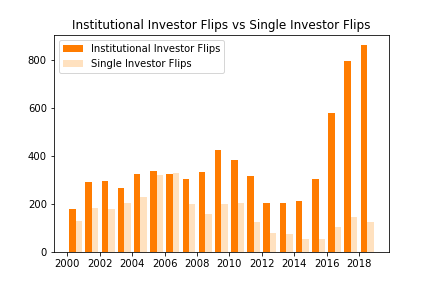 Institutional Investor Flips vs Single Investor Flips
Institutional Investor Flips
Single Investor Flips
800
600
400
200
0
2000 2002 2004 2006 2008 2010 2012 2014 2016 2018